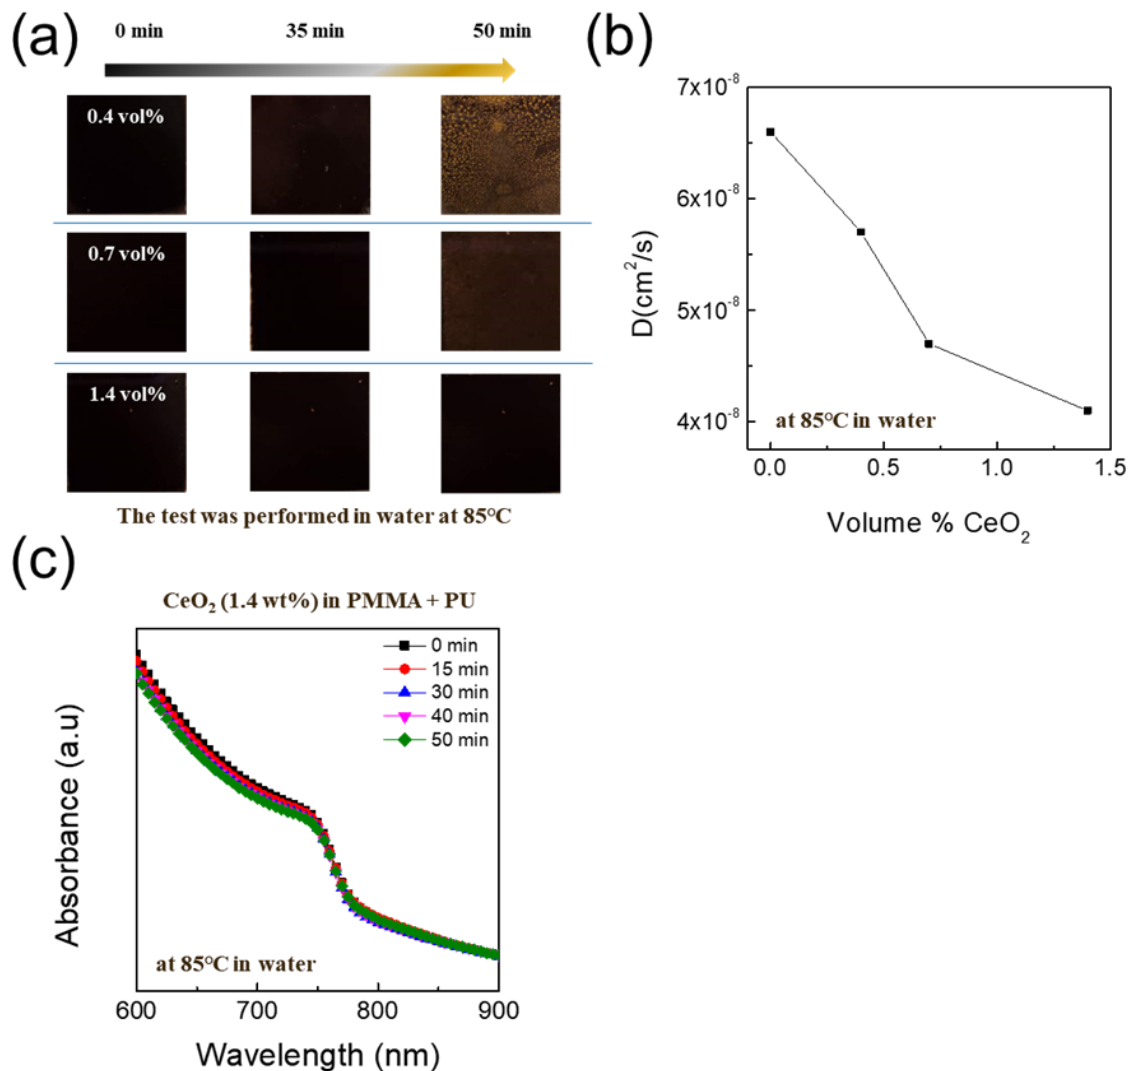 (a)
0 min 35 min 50 min
0.4 vol%
0.7 vol%
1.4 vol%
The test was performed in water at 85°C
(b)
7x10⁻⁸
6x10⁻⁸
5x10⁻⁸
4x10⁻⁸
D(cm²/s)
at 85°C in water
0.0 0.5 1.0 1.5
Volume % CeO₂
(c)
CeO₂ (1.4 wt%) in PMMA + PU
0 min
15 min
30 min
40 min
50 min
Absorbance (a.u)
at 85°C in water
600 700 800 900
Wavelength (nm)